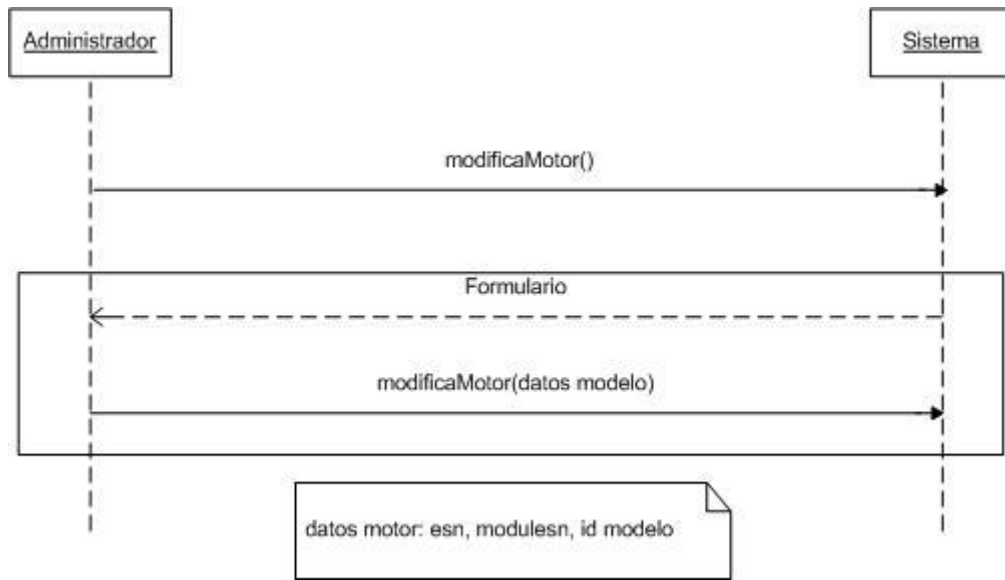 Administrador
Sistema
modificaMotor()
Formulario
modificaMotor(datos modelo)
datos motor: esn, modulesn, id modelo